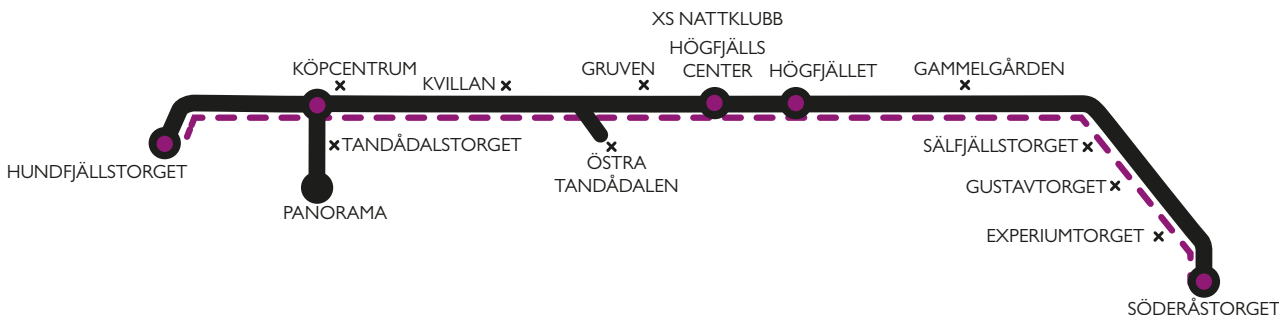 XS NATTKLUBB
HÖGFJÄLLS
CENTER
HÖGFJÄLLET
KÖPCENTRUM
KVILLAN
GRUVEN
GAMMELGÅRDEN
TANDÅDALSTORGET
HUNDFJÄLLSTORGET
PANORAMA
ÖSTRA
TANDÅDALEN
SÄLFJÄLLSTORGET
GUSTAVTORGET
EXPERIUMTORGET
SÖDERÅSTORGET